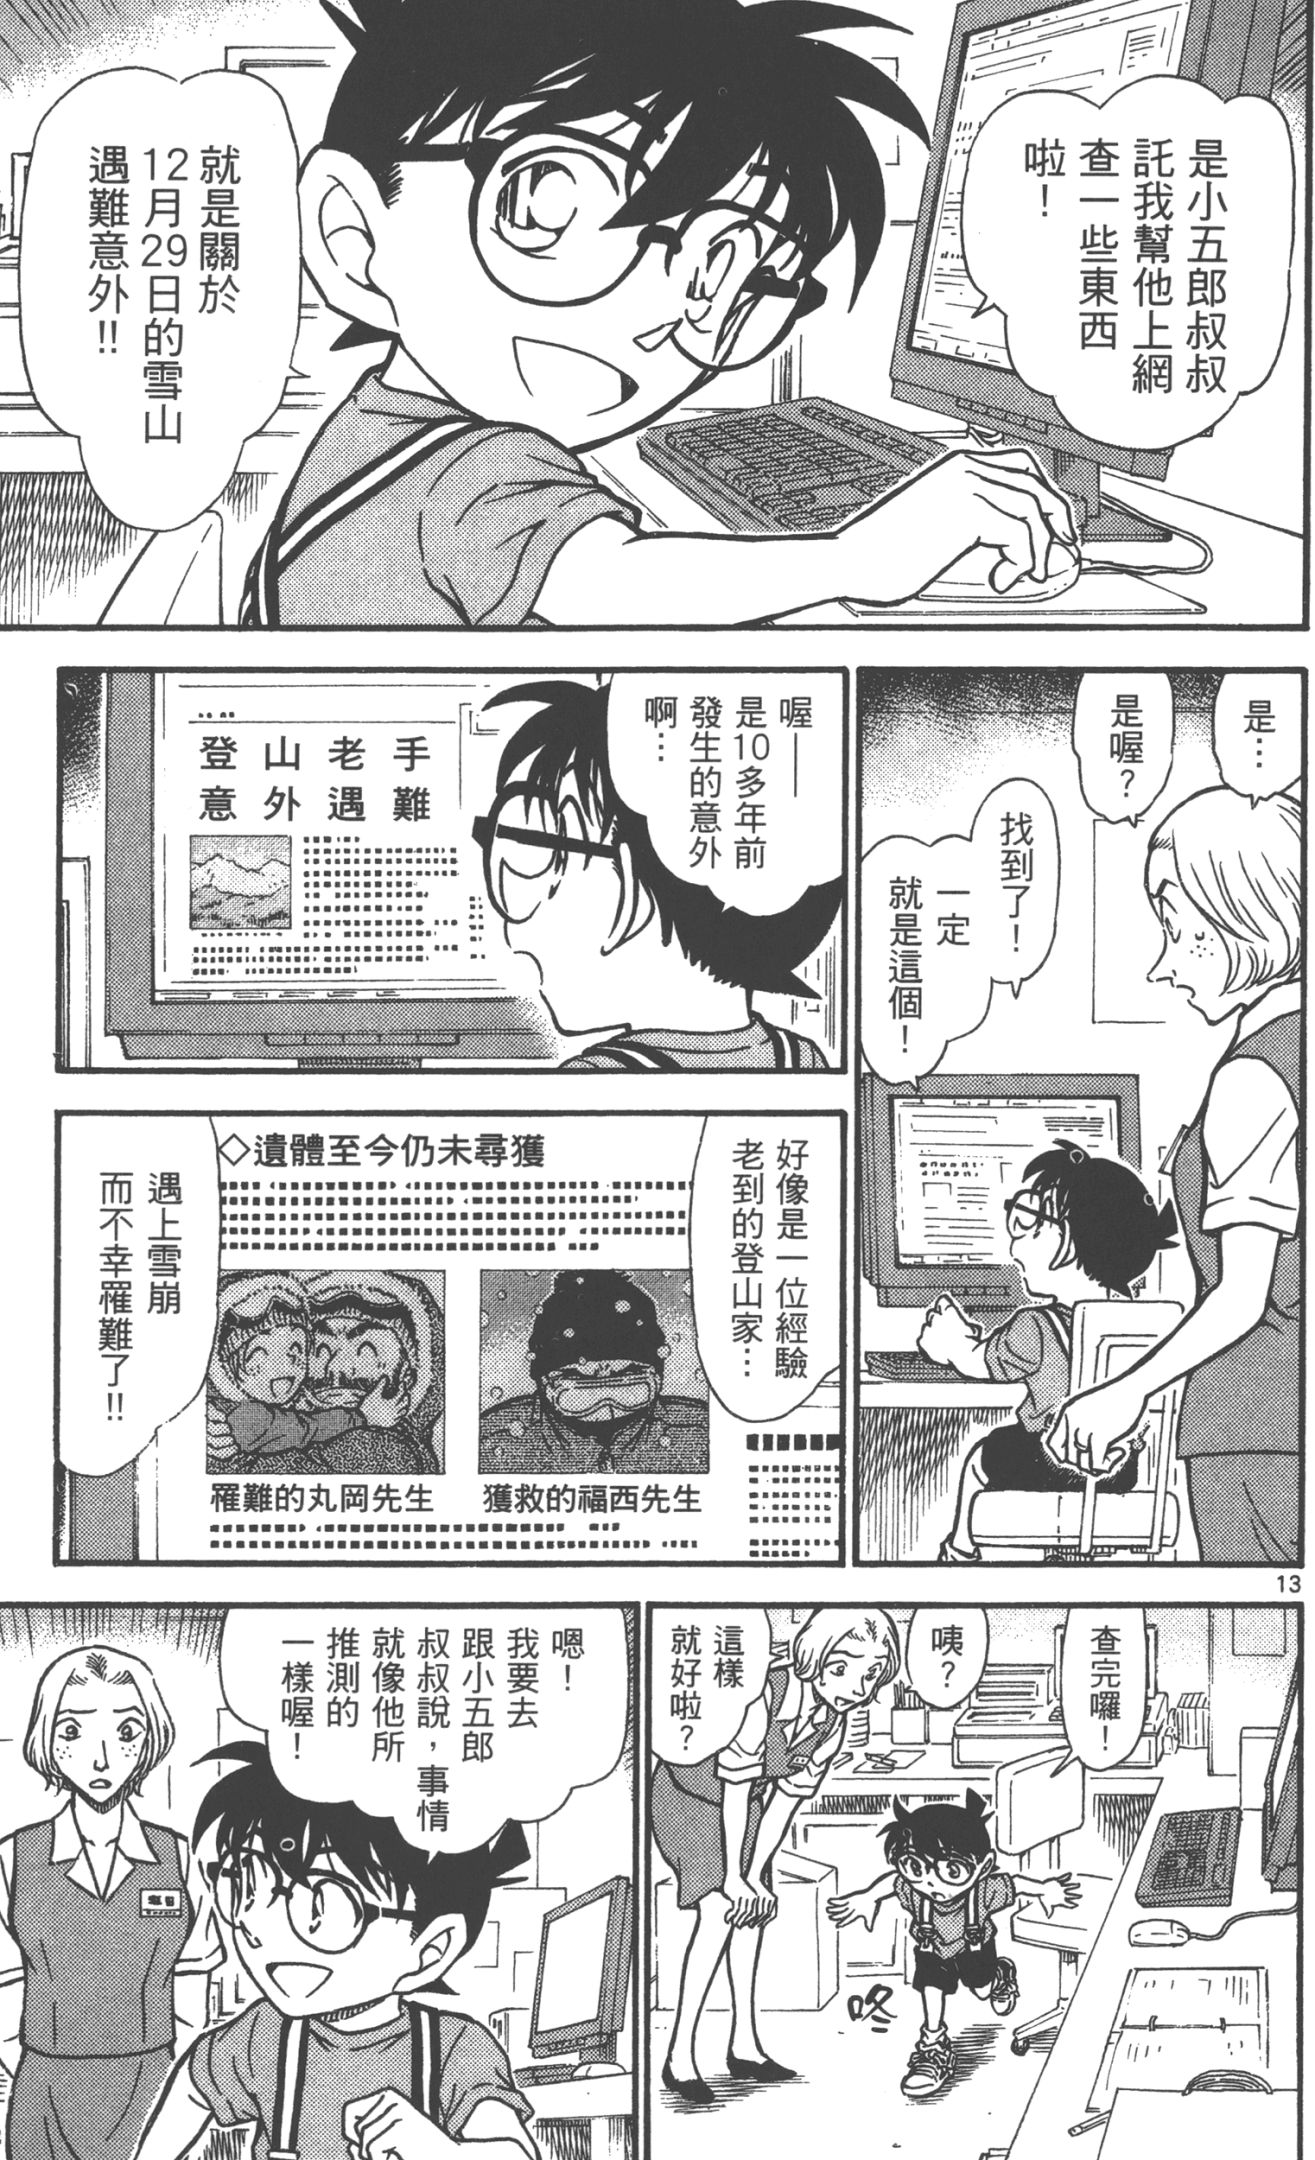 是小五郎叔叔
託我幫他上網
查一些東西
啦！
就是關於
12月29日的雪山
遇難意外!!
是…
是喔？
找到了！
一定
就是這個！
喔——
是10多年前
發生的意外
啊…
登山老手
意外遇難
好像是一位經驗
老到的登山家…
◇遺體至今仍未尋獲
獲救的福西先生
罹難的丸岡先生
遇上雪崩
而不幸罹難了!!
13
查完囉！
咦？
這樣
就好啦？
咚
嗯！
我要去
跟小五郎
叔叔說，事情
就像他所
推測的
一樣喔！